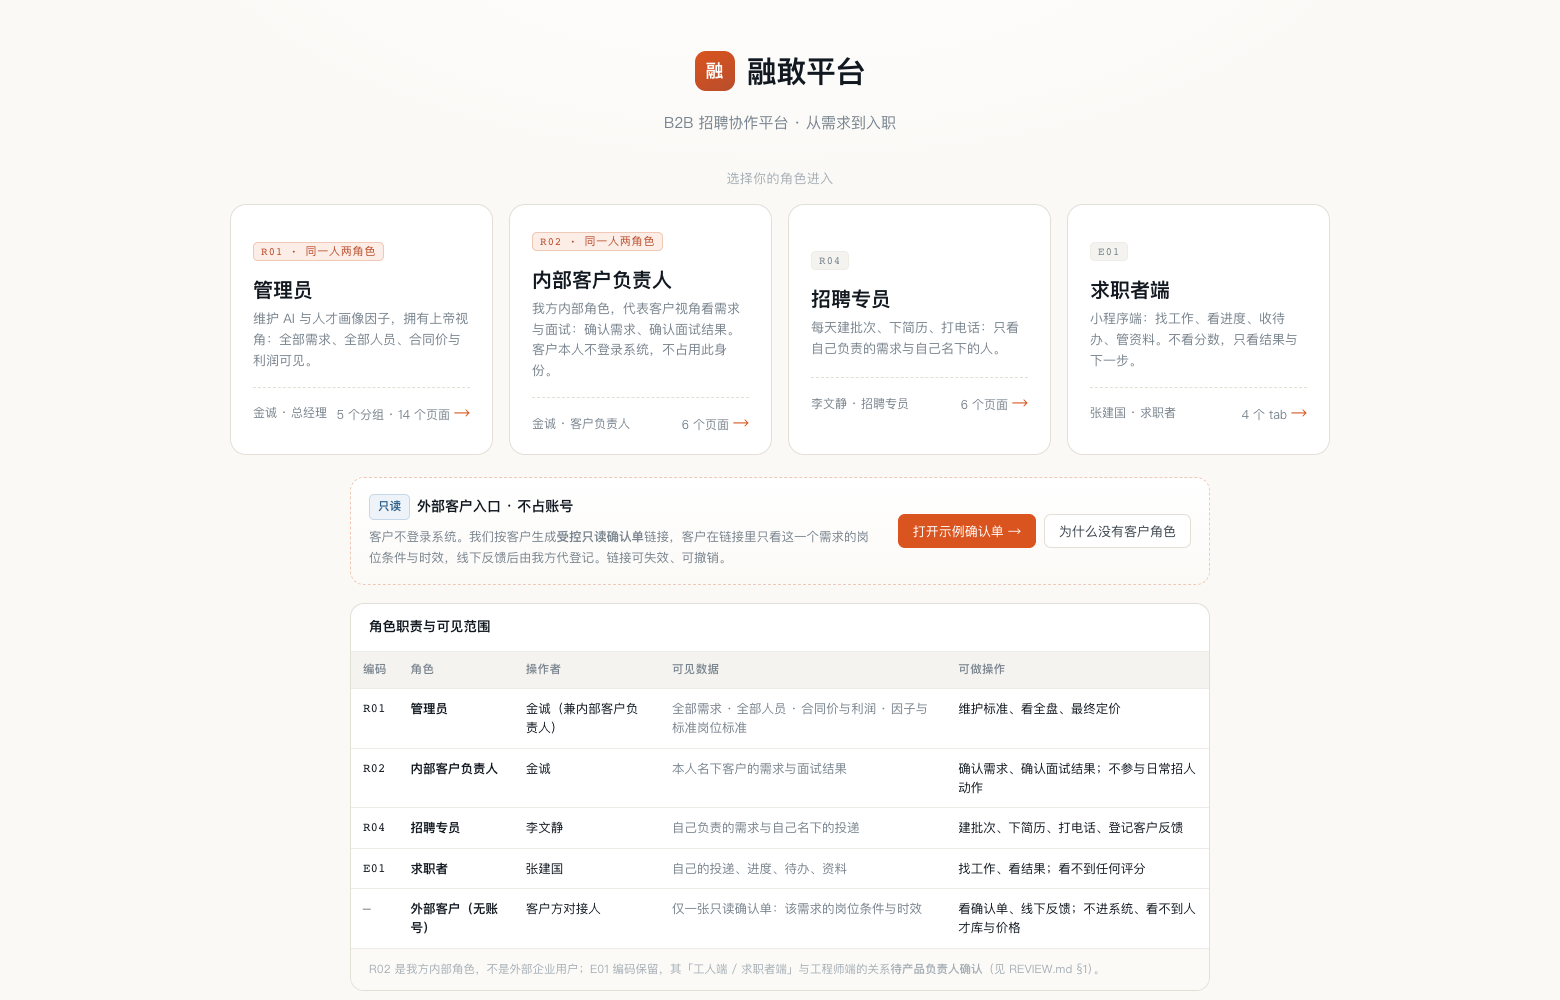 融 融敢平台
B2B 招聘协作平台 · 从需求到入职
选择你的角色进入
R01 · 同一人两角色
管理员
维护 AI 与人才画像因子，拥有上帝视
角：全部需求、全部人员、合同价与
利润可见。
金诚 · 总经理 5 个分组 · 14 个页面 →
R02 · 同一人两角色
内部客户负责人
我方内部角色，代表客户视角看需求
与面试：确认需求、确认面试结果。
客户本人不登录系统，不占用此身
份。
金诚 · 客户负责人 6 个页面 →
R04
招聘专员
每天建批次、下简历、打电话：只看
自己负责的需求与自己名下的人。
李文静 · 招聘专员 6 个页面 →
E01
求职者端
小程序端：找工作、看进度、收待
办、管资料。不看分数，只看结果与
下一步。
张建国 · 求职者 4 个 tab →
只读 外部客户入口 · 不占账号
客户不登录系统。我们按客户生成受控只读确认单链接，客户在链接里只看这一个需求的岗
位条件与时效，线下反馈后由我方代登记。链接可失效、可撤销。
打开示例确认单 → 为什么没有客户角色
角色职责与可见范围
编码 角色 操作者 可见数据 可做操作
R01 管理员 金诚（兼内部客户负 全部需求 · 全部人员 · 合同价与利润 · 因子与 维护标准、看全盘、最终定价
责人） 标准岗位标准
R02 内部客户负责人 金诚 本人名下客户的需求与面试结果 确认需求、确认面试结果；不参与日常招人
动作
R04 招聘专员 李文静 自己负责的需求与自己名下的投递 建批次、下简历、打电话、登记客户反馈
E01 求职者 张建国 自己的投递、进度、待办、资料 找工作、看结果；看不到任何评分
— 外部客户（无账 客户方对接人 仅一张只读确认单：该需求的岗位条件与时效 看确认单、线下反馈；不进系统、看不到人
号） 才库与价格
R02 是我方内部角色，不是外部企业用户；E01 编码保留，其「工人端 / 求职者端」与工程师端的关系待产品负责人确认（见 REVIEW.md §1）。